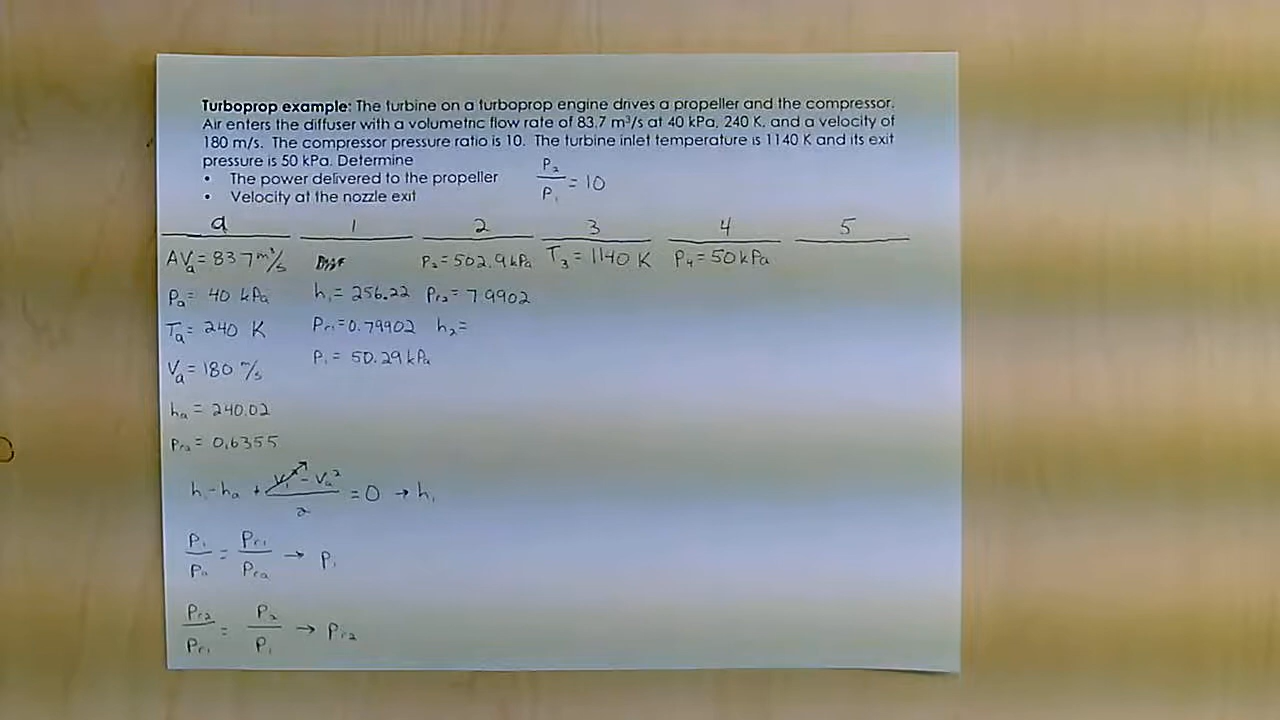 Turboprop example: The turbine on a turboprop engine drives a propeller and the compressor.
Air enters the diffuser with a volumetric flow rate of 83.7 m³/s at 40 kPa, 240 K, and a velocity of
180 m/s. The compressor pressure ratio is 10. The turbine inlet temperature is 1140 K and its exit
pressure is 50 kPa. Determine
• The power delivered to the propeller
• Velocity at the nozzle exit
P₂/P₁ = 10
a 1 2 3 4 5
AVₐ = 83.7 m³/s P₂ = 502.9 kPa T₃ = 1140 K P₄ = 50 kPa
Pₐ = 40 kPa h₁ = 256.22 Pr₂ = 7.9902
Tₐ = 240 K Pr₁ = 0.79902 h₂ =
Vₐ = 180 m/s P₁ = 50.29 kPa
hₐ = 240.02
Prₐ = 0.6355
h₁ - hₐ + (V₁² - Vₐ²)/2 = 0 → h₁
P₁/Pₐ = Pr₁/Prₐ → P₁
Pr₂/Pr₁ = P₂/P₁ → Pr₂